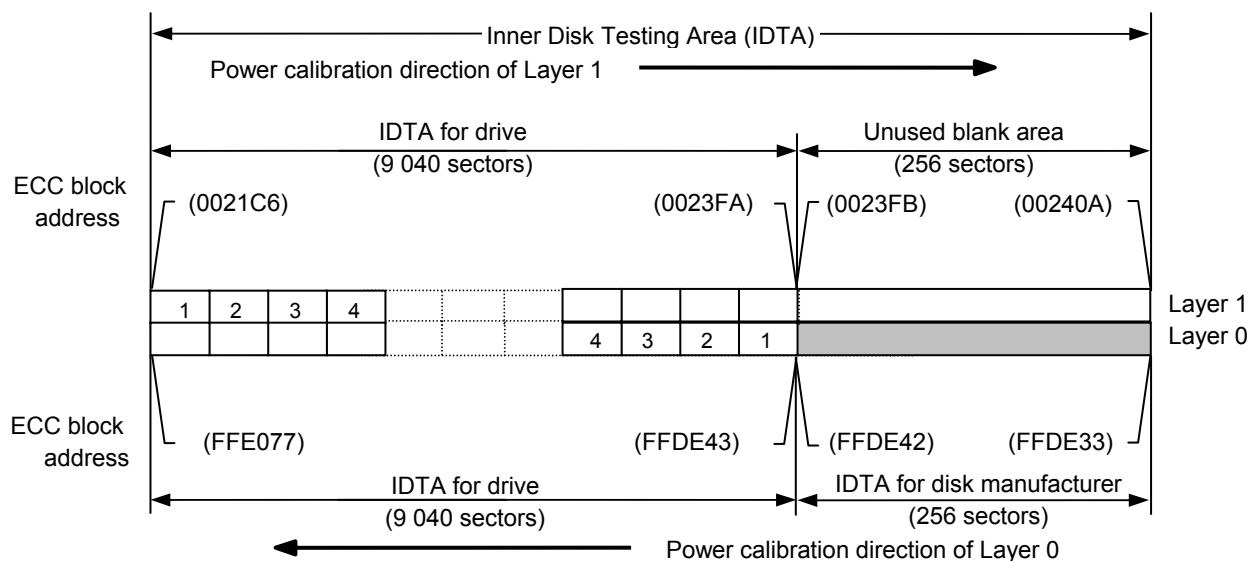 Inner Disk Testing Area (IDTA)
Power calibration direction of Layer 1
IDTA for drive
(9 040 sectors)
Unused blank area
(256 sectors)
ECC block
address
(0021C6)
(0023FA)
(0023FB)
(00240A)
1 2 3 4
Layer 1
4 3 2 1
Layer 0
ECC block
address
(FFE077)
(FFDE43)
(FFDE42)
(FFDE33)
IDTA for drive
(9 040 sectors)
IDTA for disk manufacturer
(256 sectors)
Power calibration direction of Layer 0